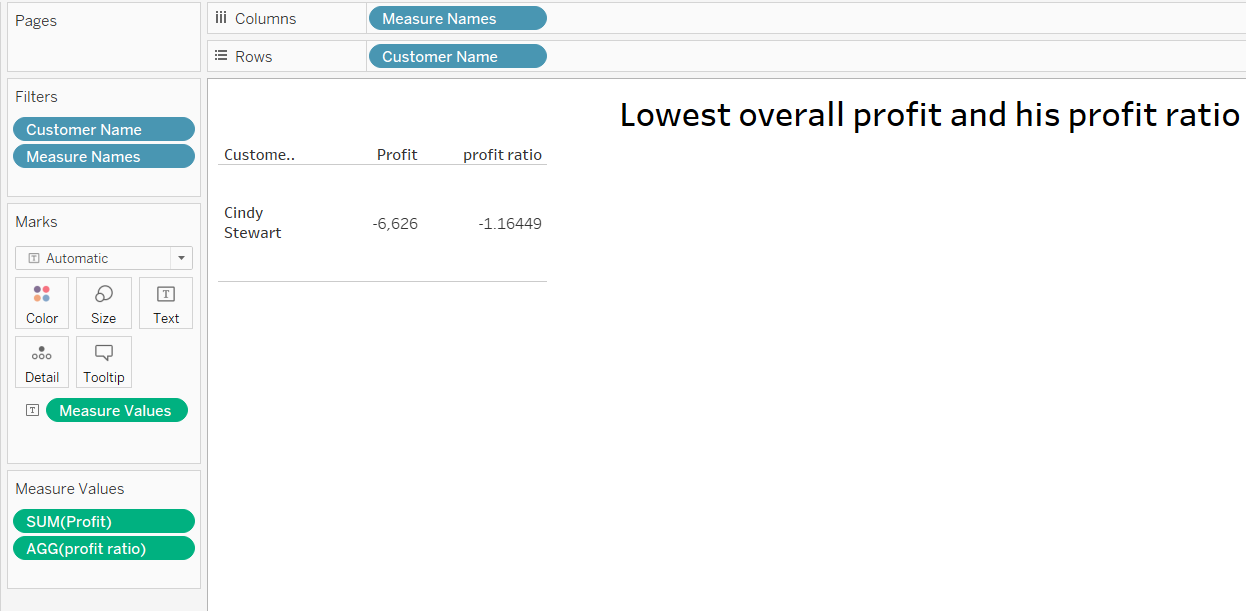 Pages
Columns
Measure Names
Rows
Customer Name
Filters
Customer Name
Measure Names
Marks
T Automatic
Color
Size
T
Text
Detail
Tooltip
T Measure Values
Measure Values
SUM(Profit)
AGG(profit ratio)
Lowest overall profit and his profit ratio
Custome.. Profit profit ratio
Cindy
Stewart
-6,626 -1.16449